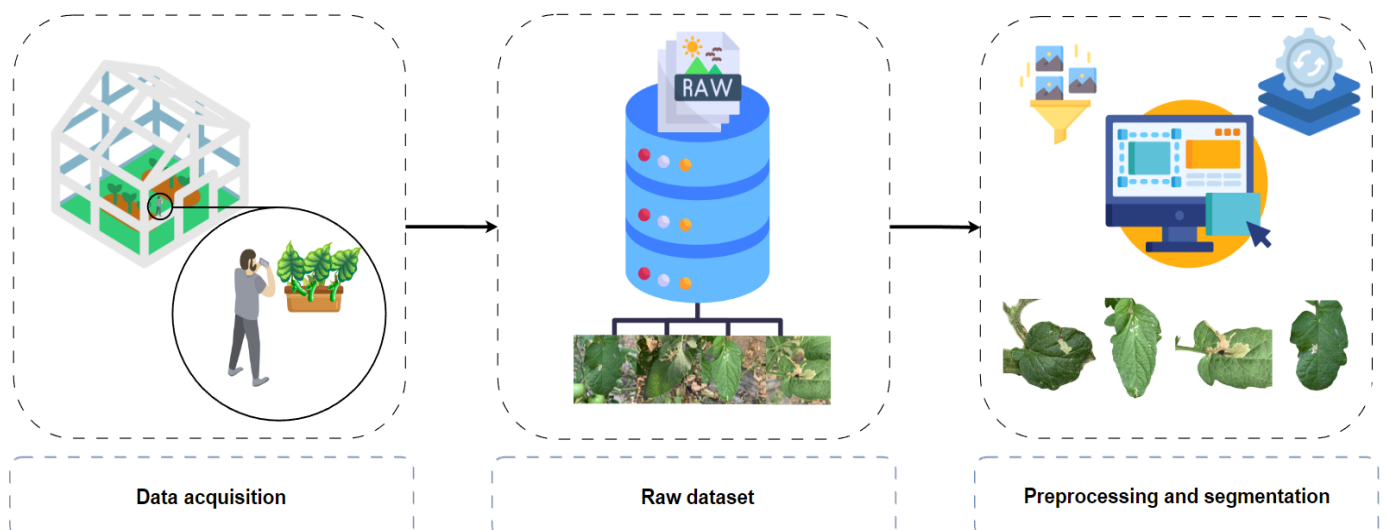 RAW
Data acquisition
Raw dataset
Preprocessing and segmentation